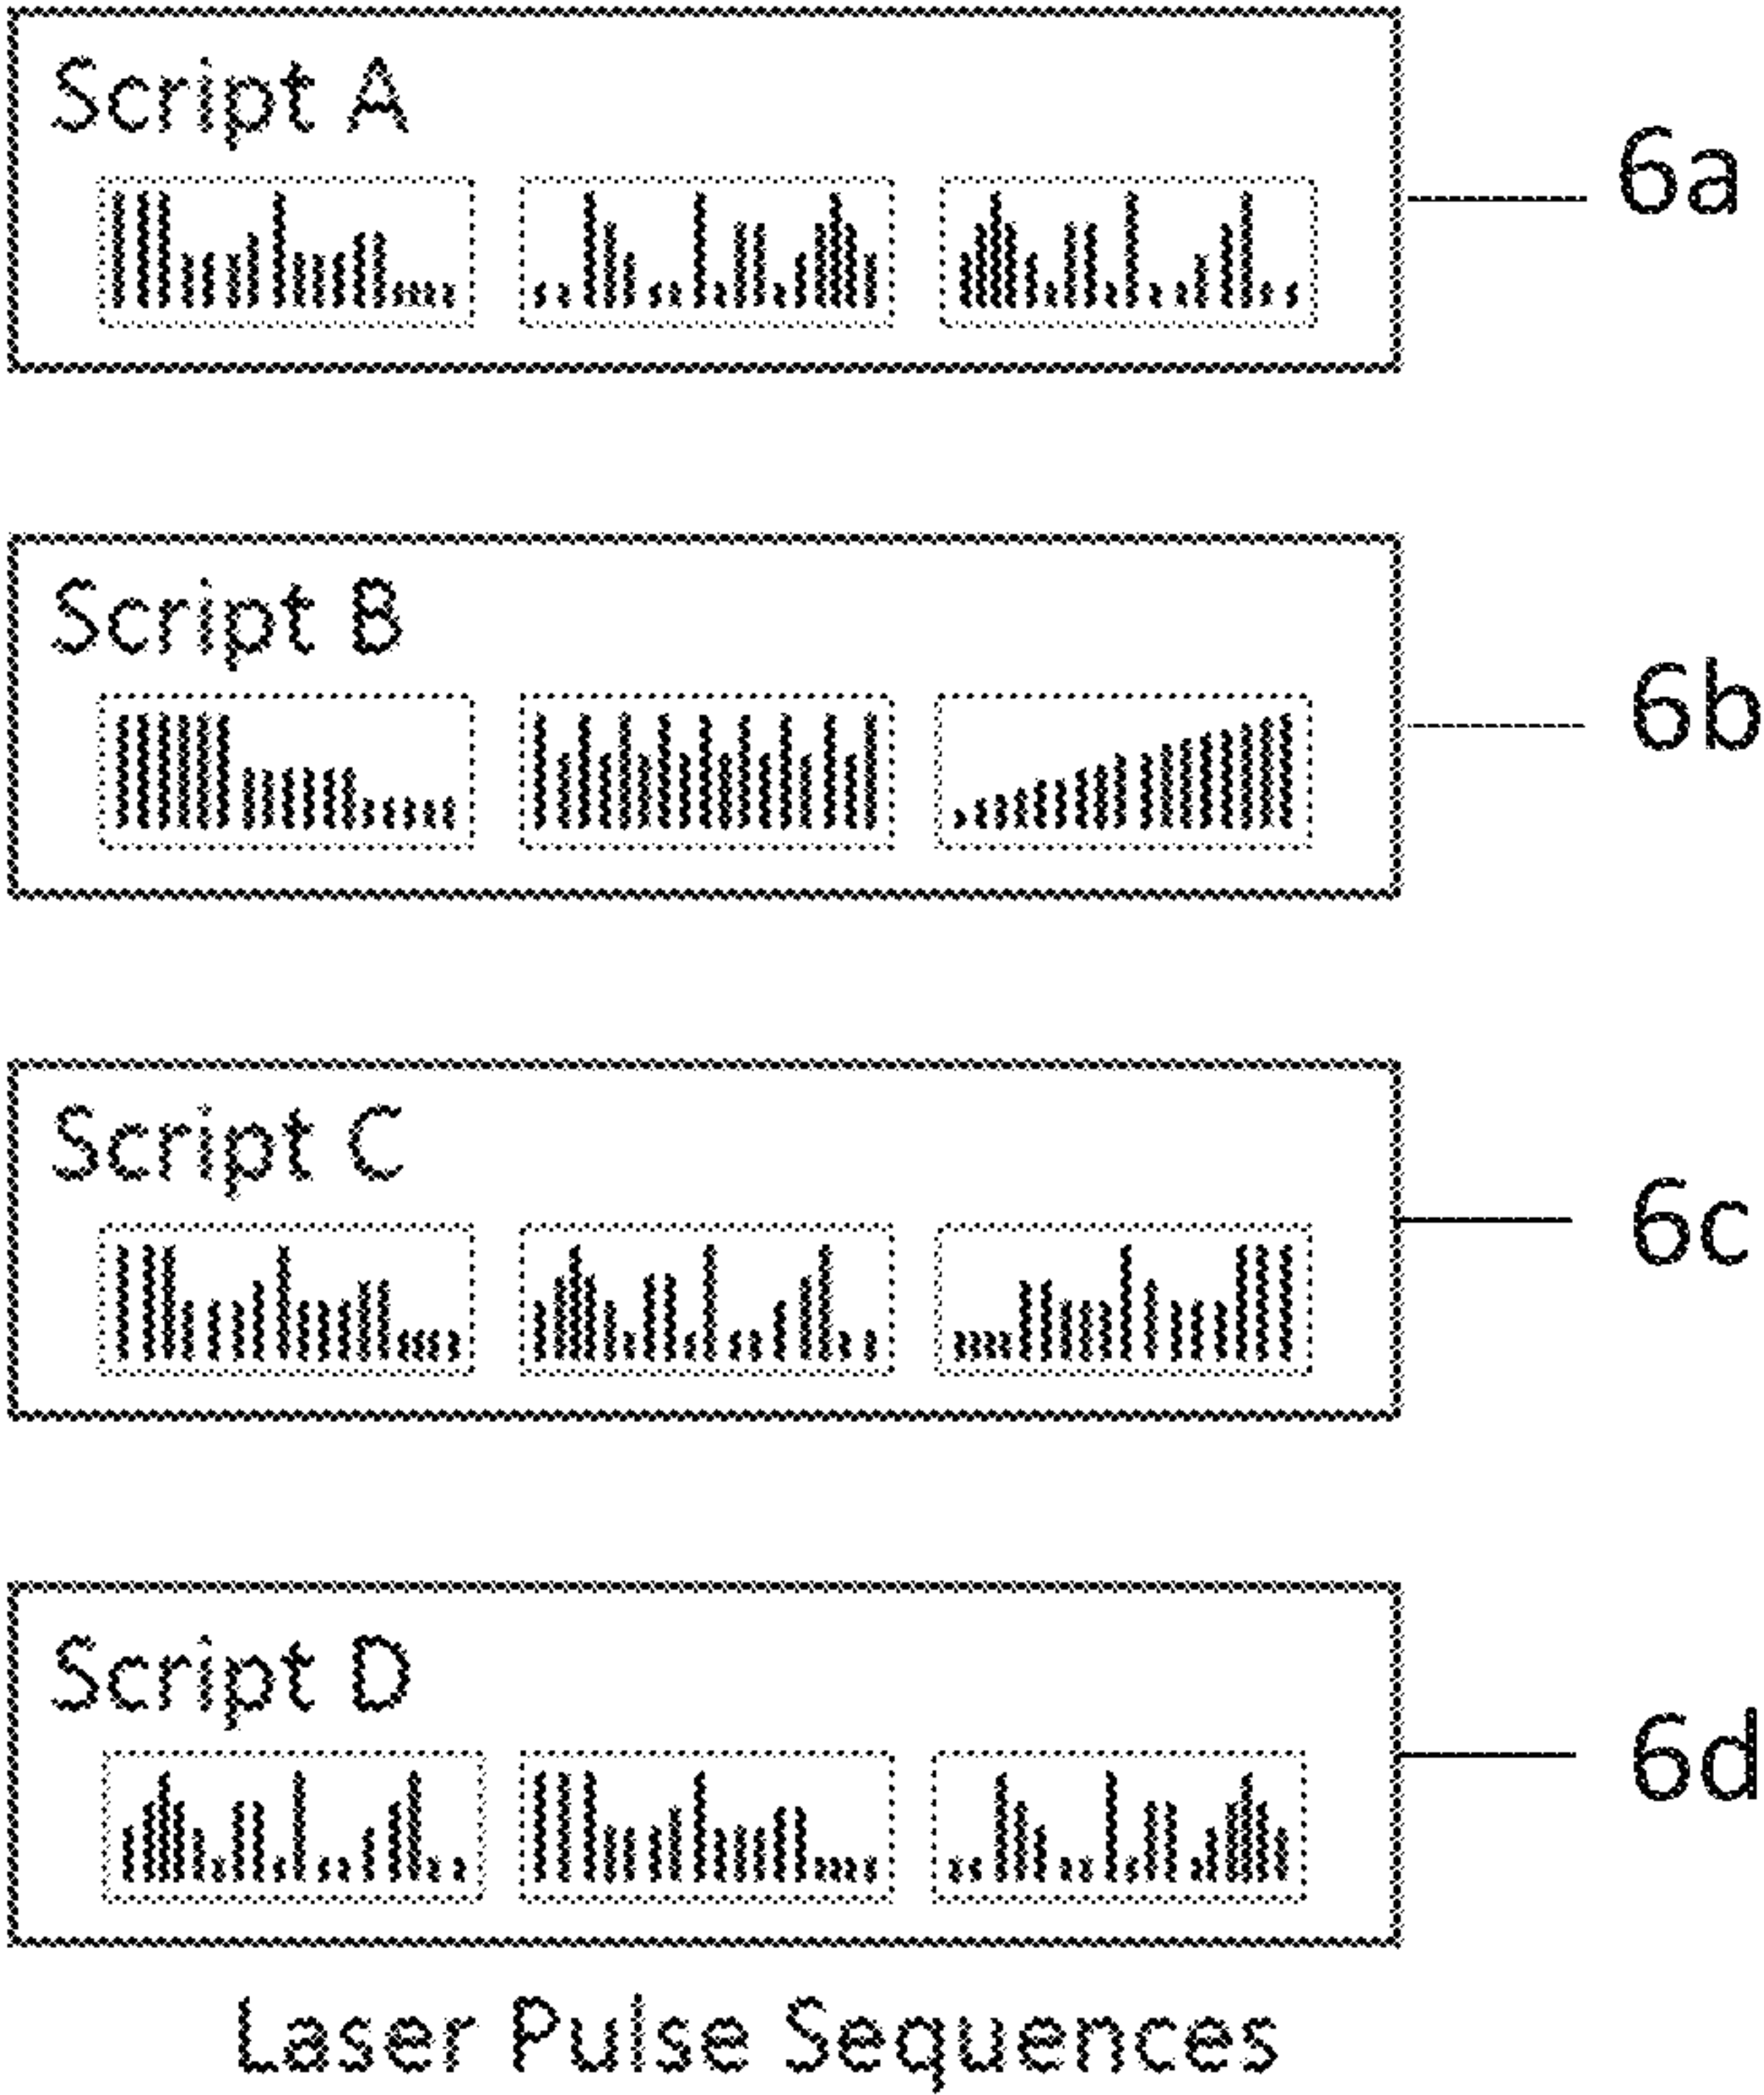 Script A
6a
Script B
6b
Script C
6c
Script D
6d
Laser Pulse Sequences